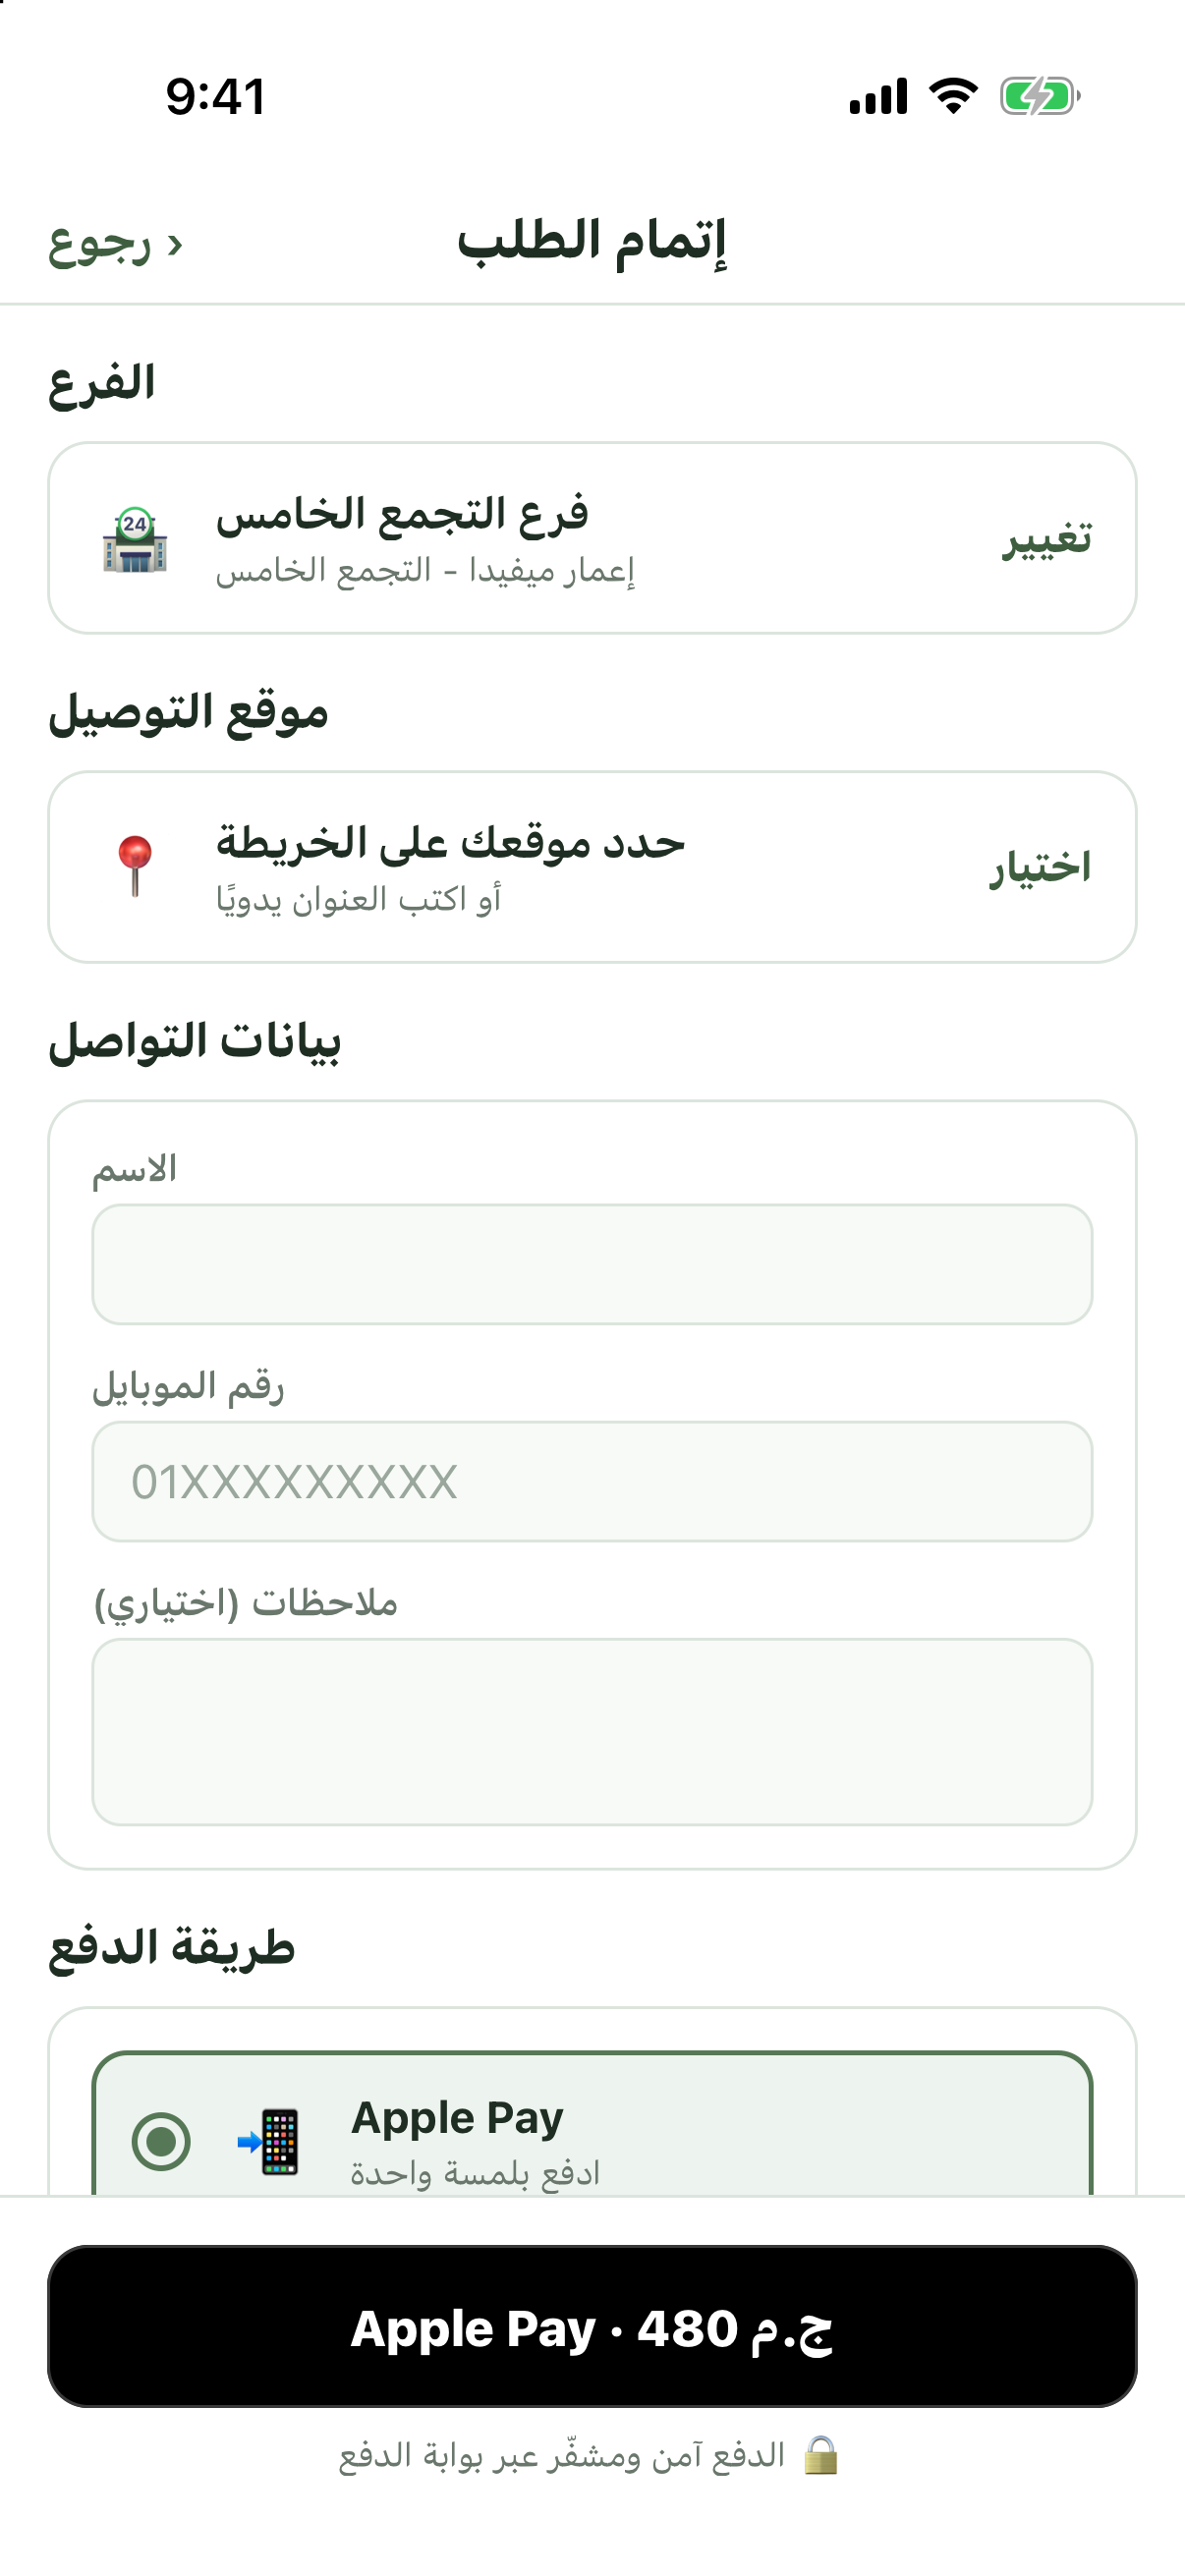 9:41
‹ رجوع
إتمام الطلب
الفرع
24
فرع التجمع الخامس
إعمار ميفيدا - التجمع الخامس
تغيير
موقع التوصيل
حدد موقعك على الخريطة
أو اكتب العنوان يدويًا
اختيار
بيانات التواصل
الاسم
رقم الموبايل
01XXXXXXXXX
ملاحظات (اختياري)
طريقة الدفع
Apple Pay
ادفع بلمسة واحدة
Apple Pay · 480 ج.م
الدفع آمن ومشفّر عبر بوابة الدفع